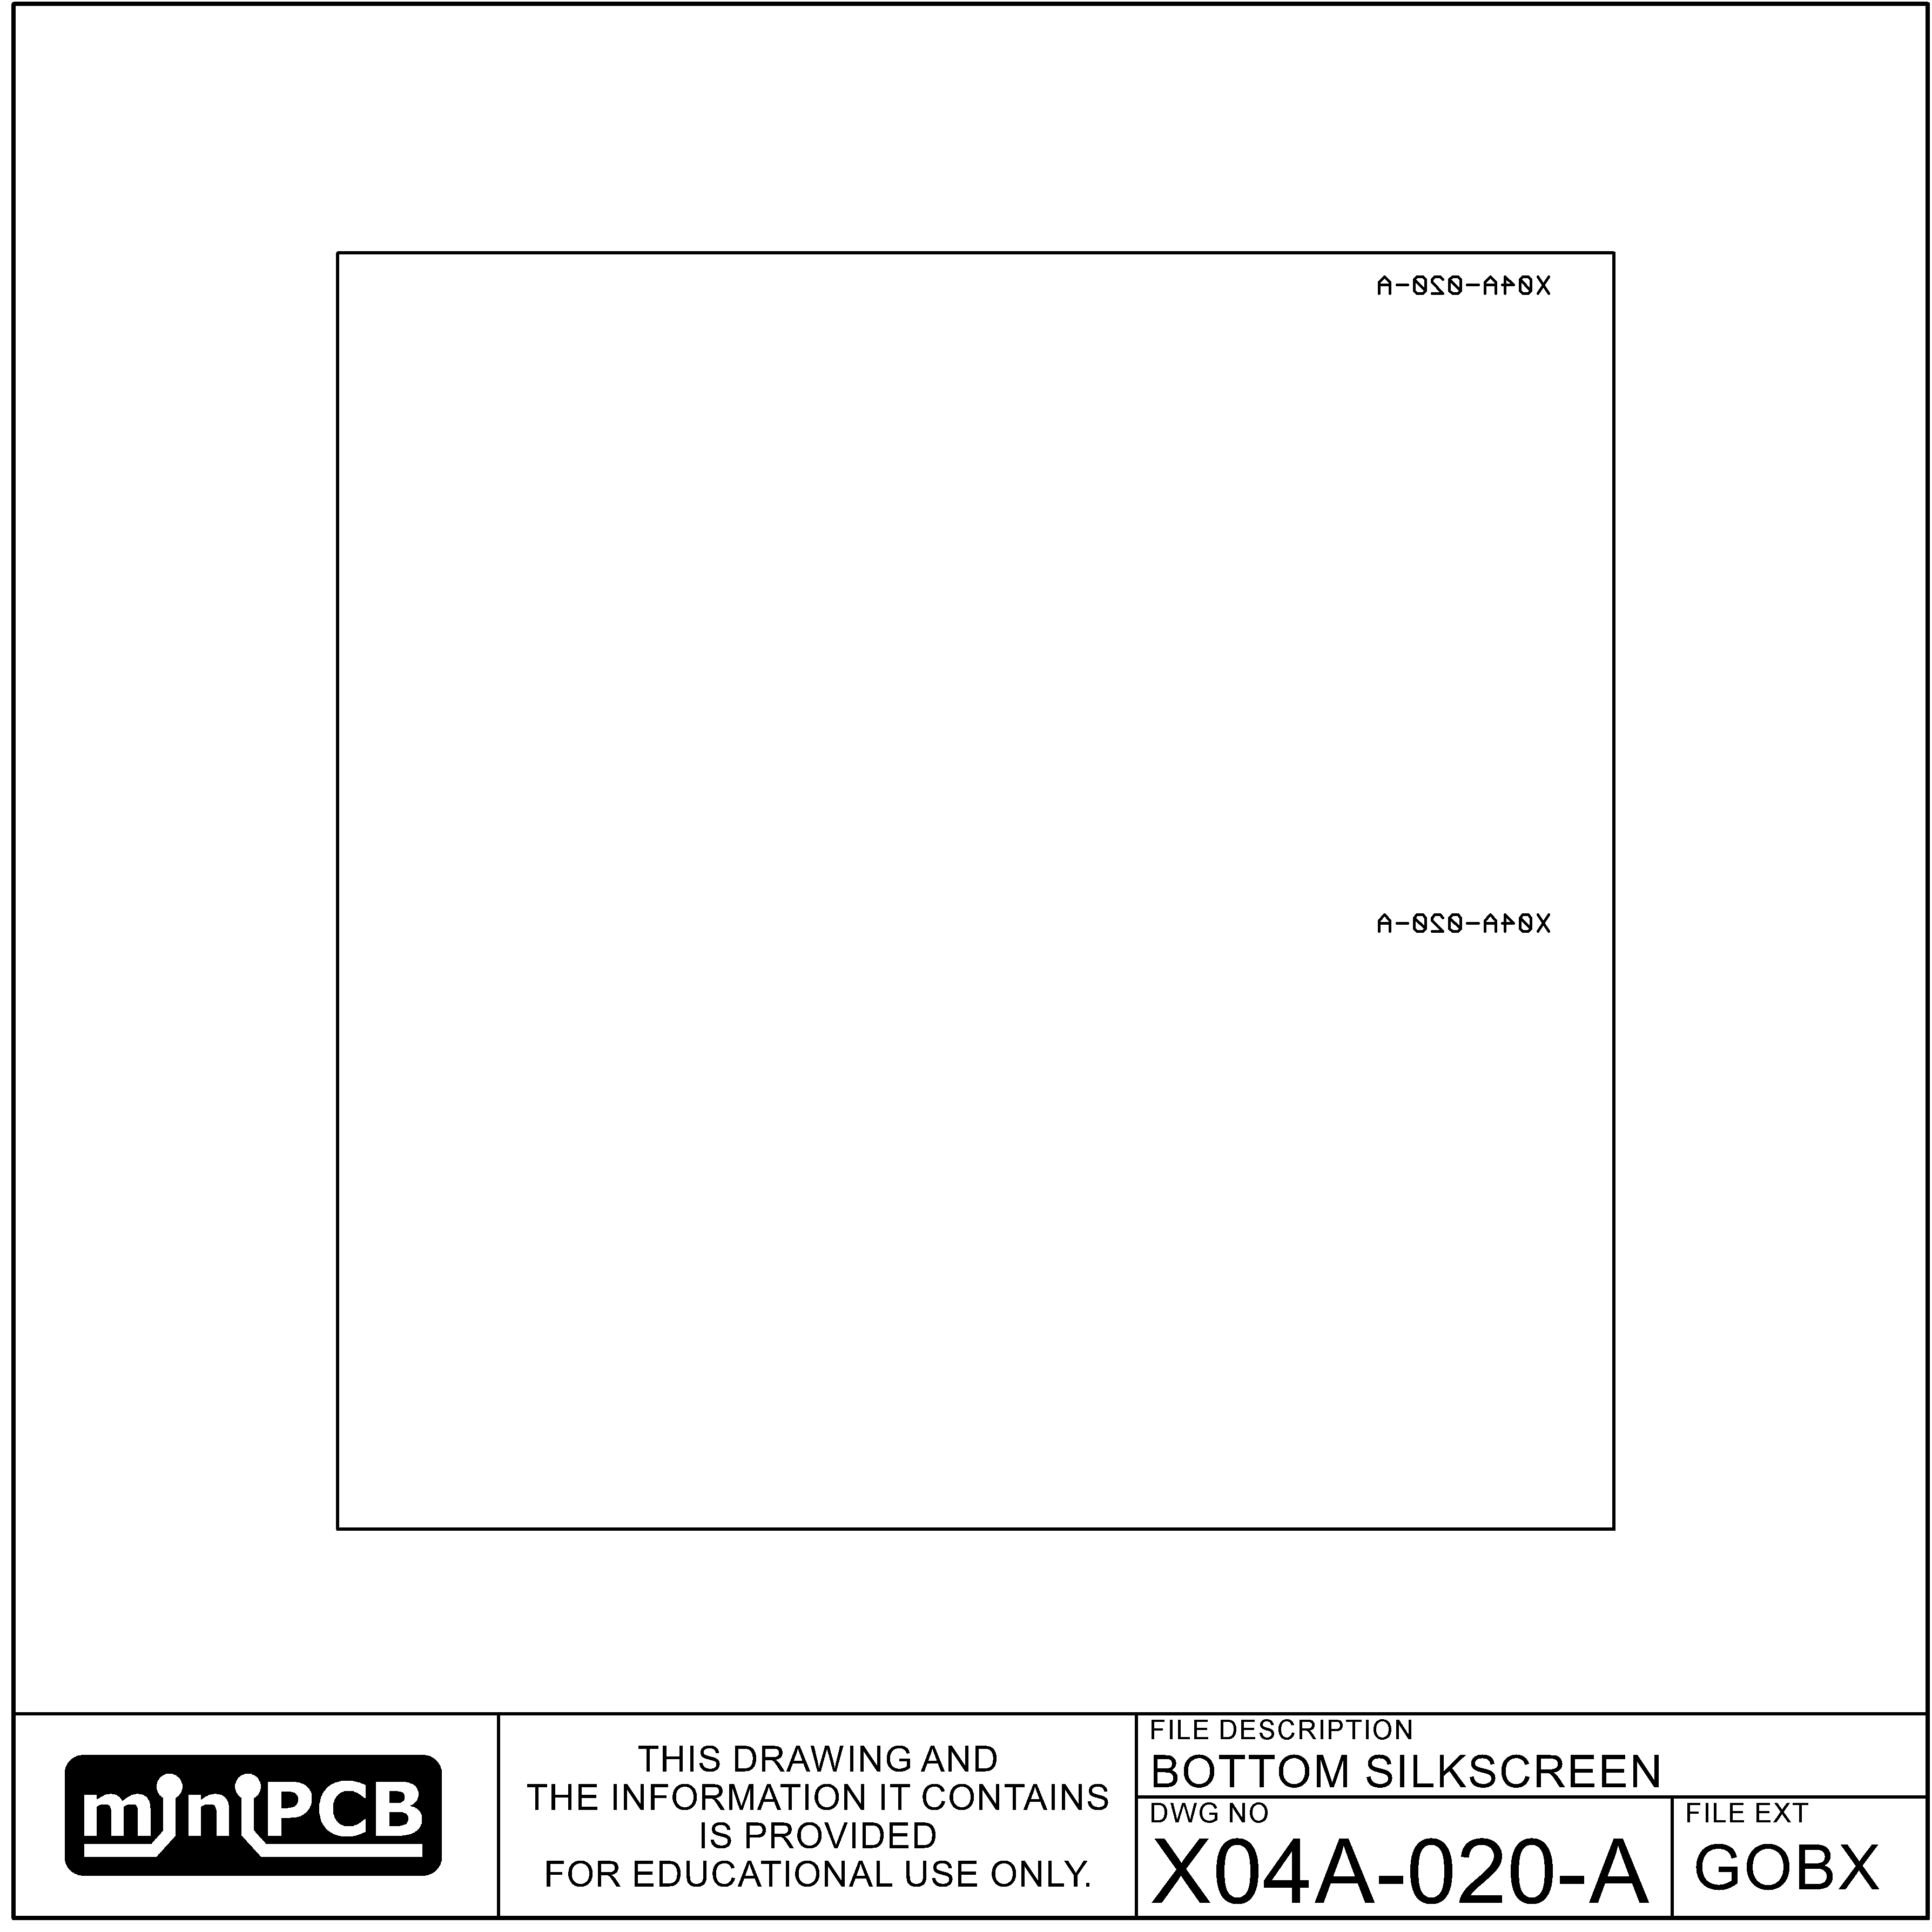 X04A-020-A
X04A-020-A
miniPCB
THIS DRAWING AND
THE INFORMATION IT CONTAINS
IS PROVIDED
FOR EDUCATIONAL USE ONLY.
FILE DESCRIPTION
BOTTOM SILKSCREEN
DWG NO
X04A-020-A
FILE EXT
GOBX